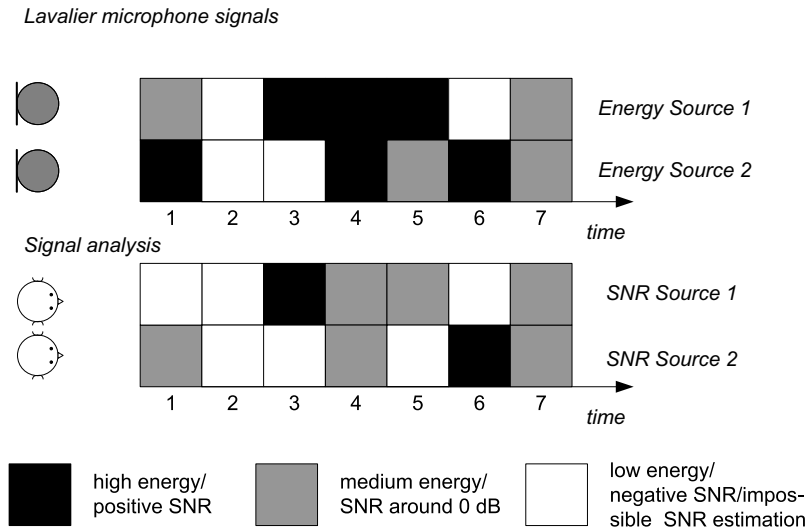 Lavalier microphone signals
Energy Source 1
Energy Source 2
1 2 3 4 5 6 7
time
Signal analysis
SNR Source 1
SNR Source 2
1 2 3 4 5 6 7
time
high energy/
positive SNR
medium energy/
SNR around 0 dB
low energy/
negative SNR/impos-
sible SNR estimation